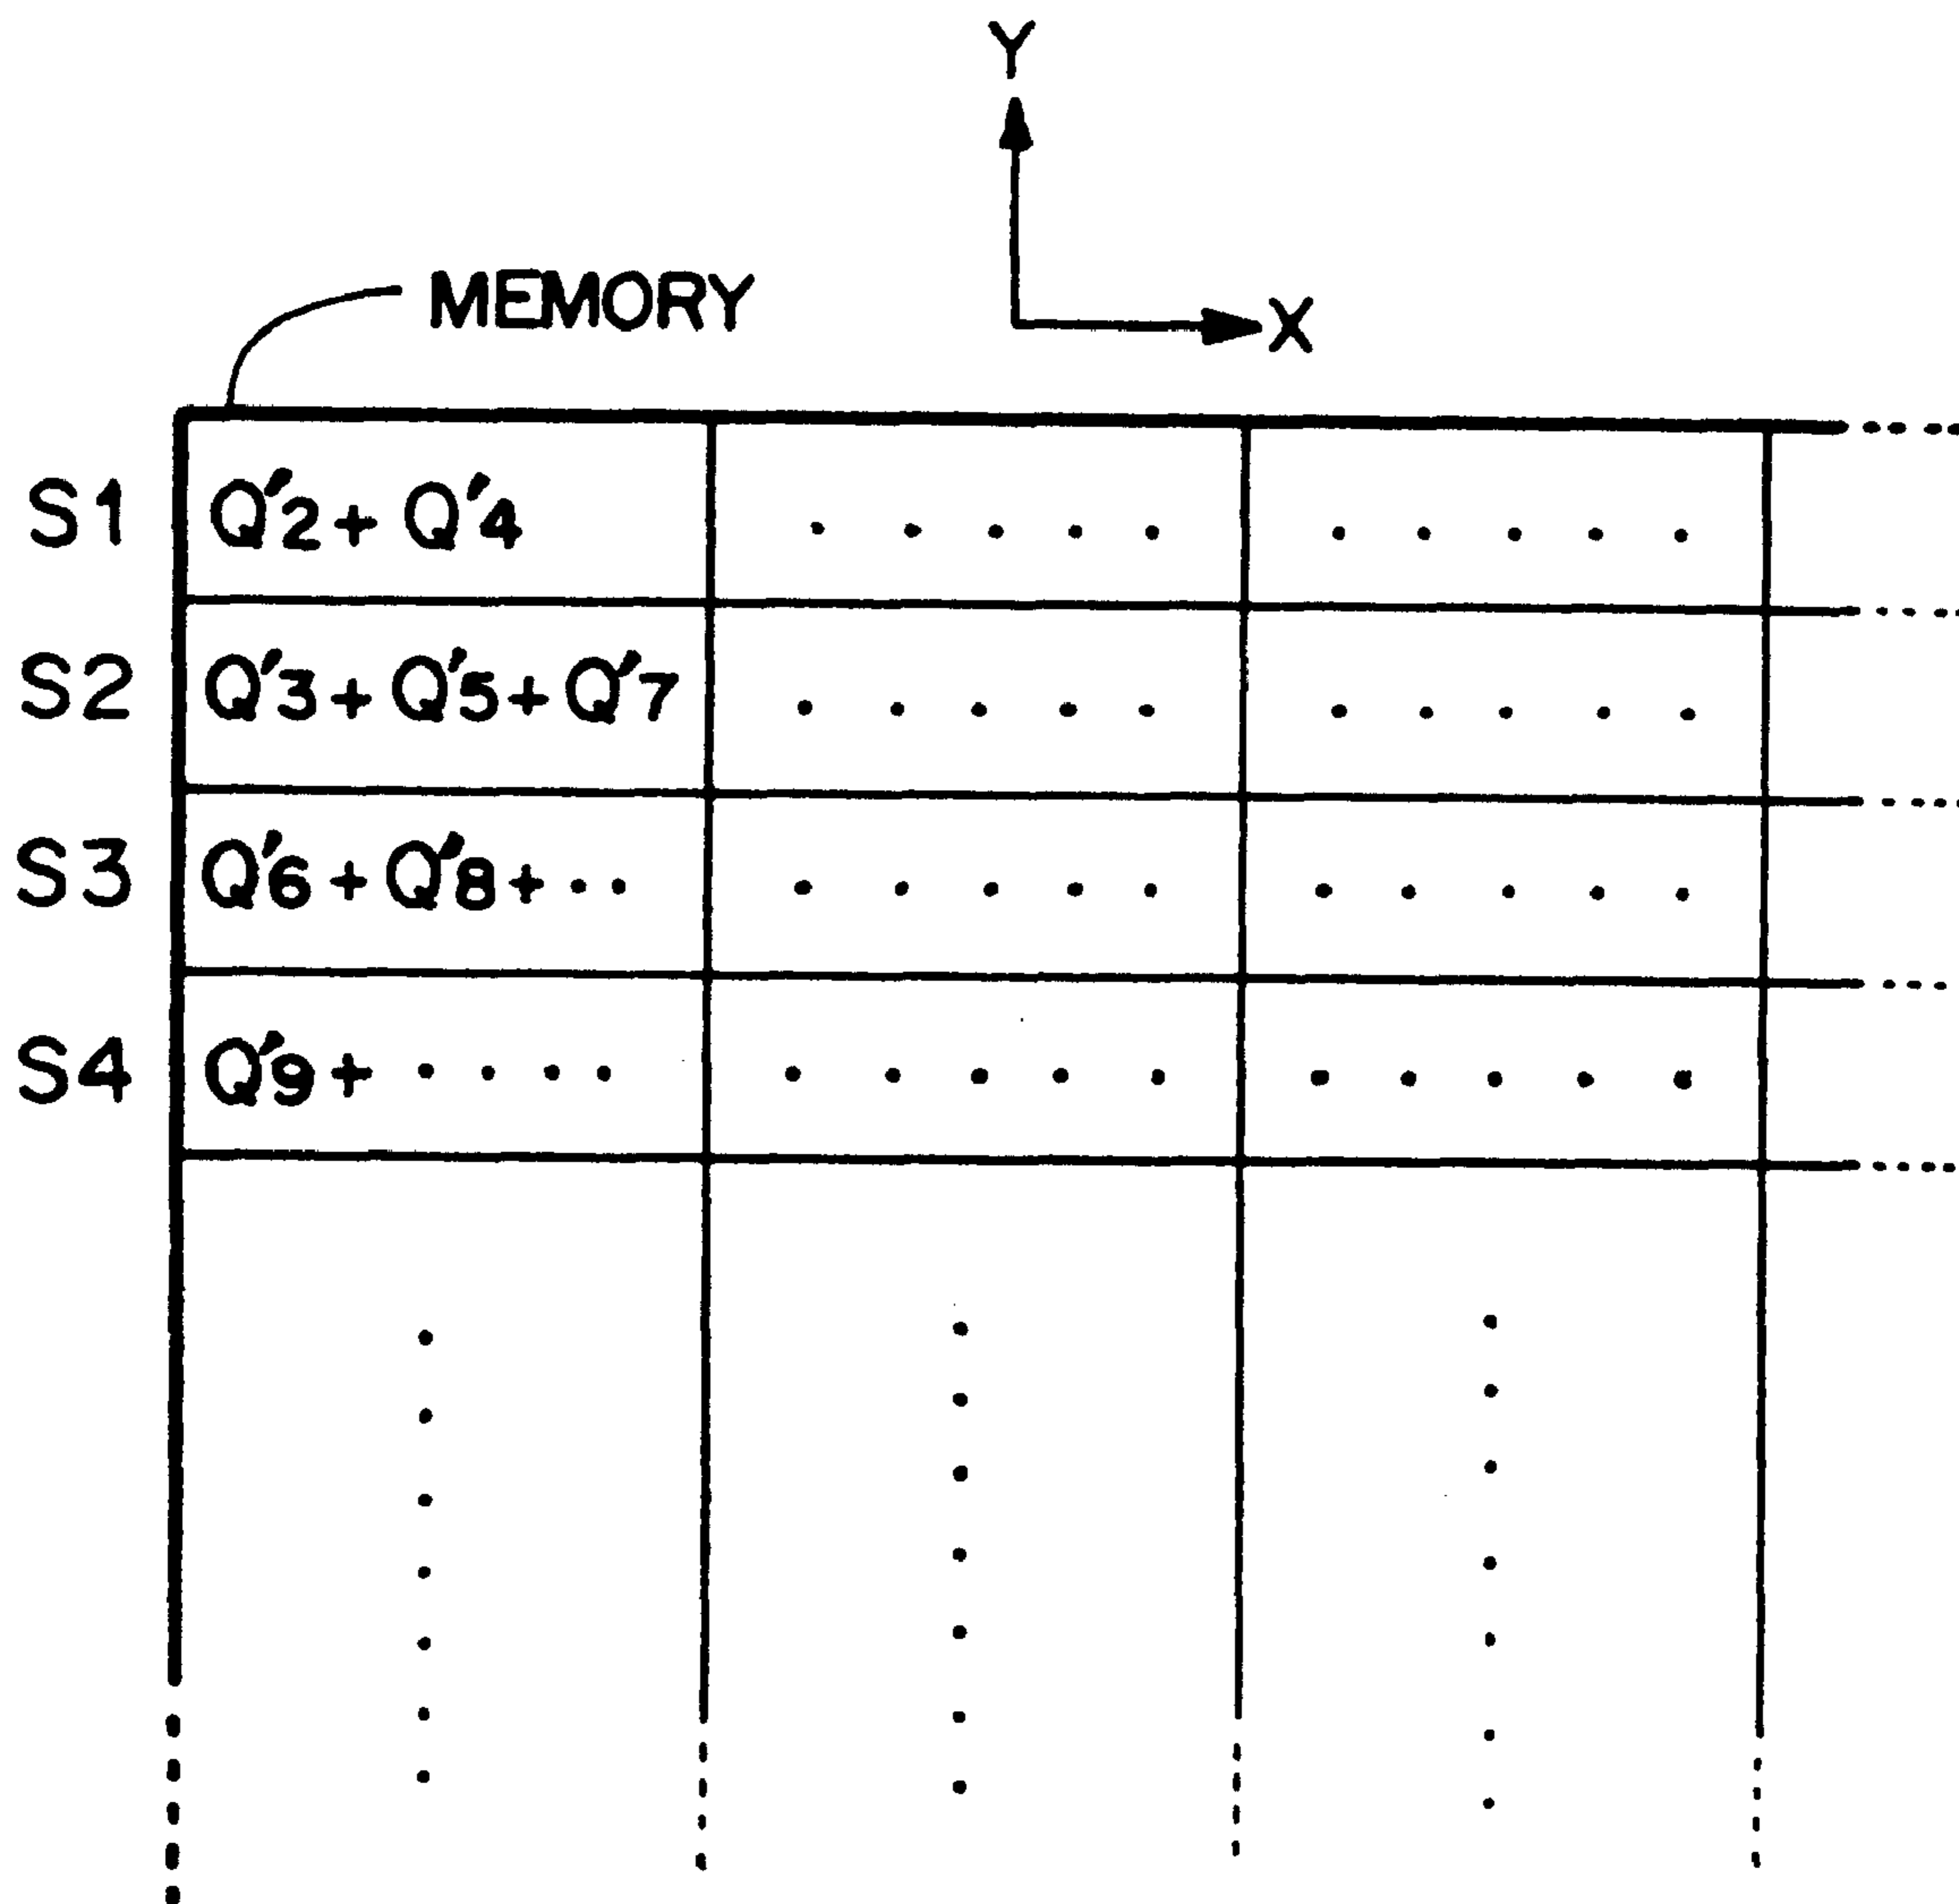 Y
MEMORY
X
S1 Q'2+ Q'4 . . . . . . . . . .
S2 Q'3+ Q'5+ Q'7 . . . . . . . . . .
S3 Q'6+ Q'8+ . . . . . . . . . . . .
S4 Q'9+ . . . . . . . . . . . . . .